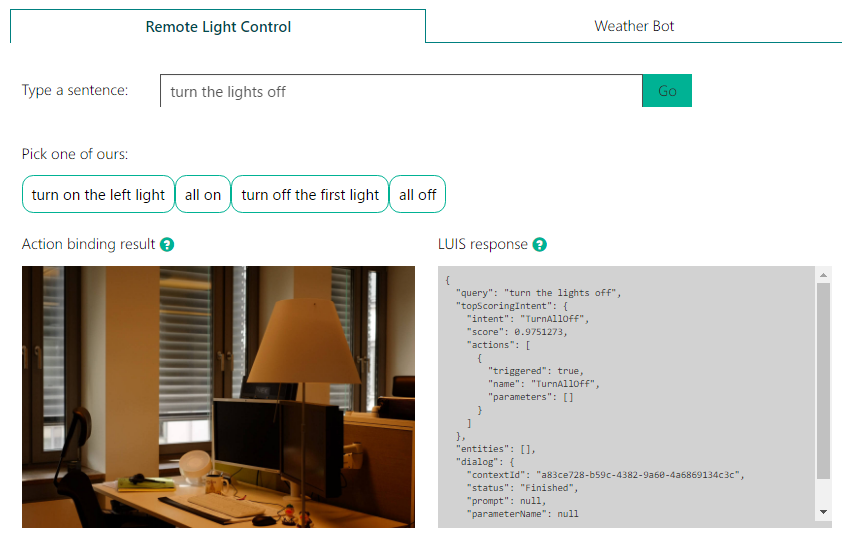 Remote Light Control
Weather Bot
Type a sentence:
turn the lights off
Go
Pick one of ours:
turn on the left light
all on
turn off the first light
all off
Action binding result
LUIS response
{
"query": "turn the lights off",
"topScoringIntent": {
"intent": "TurnAllOff",
"score": 0.9751273,
"actions": [
{
"triggered": true,
"name": "TurnAllOff",
"parameters": []
}
]
},
"entities": [],
"dialog": {
"contextId": "a83ce728-b59c-4382-9a60-4a6869134c3c",
"status": "Finished",
"prompt": null,
"parameterName": null